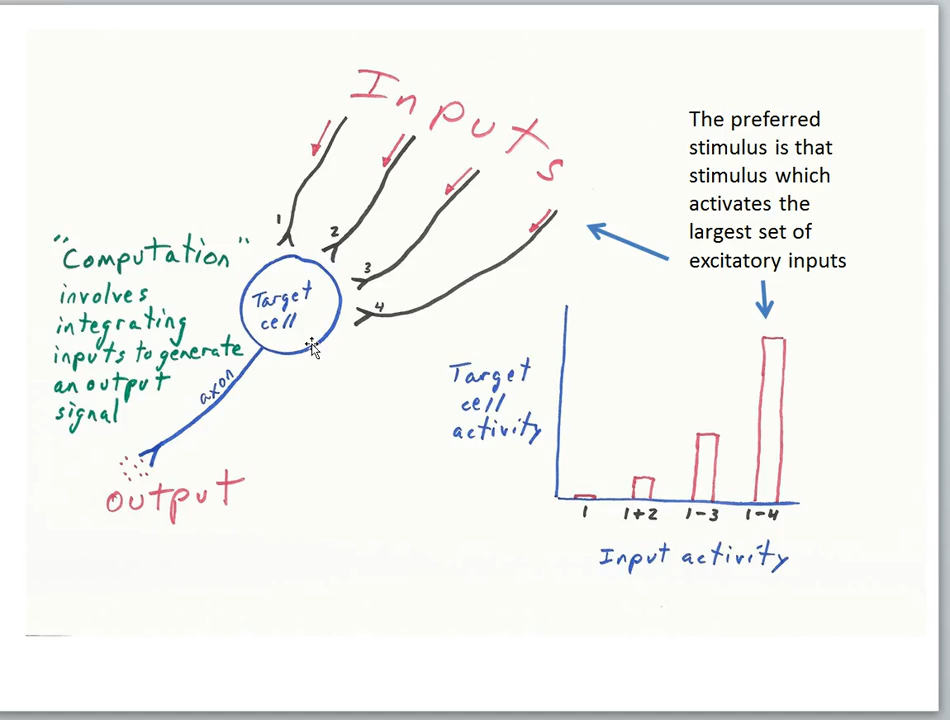 Inputs
The preferred
stimulus is that
stimulus which
activates the
largest set of
excitatory inputs
1
2
3
4
"Computation"
involves
integrating
inputs to generate
an output
signal
Target
cell
axon
output
Target
cell
activity
1 1+2 1-3 1-4
Input activity